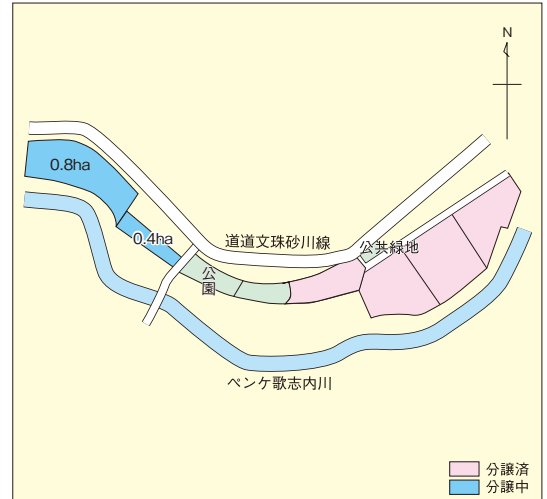 N
0.8ha
0.4ha
道道文珠砂川線
公共緑地
公園
ペンケ歌志内川
分譲済
分譲中